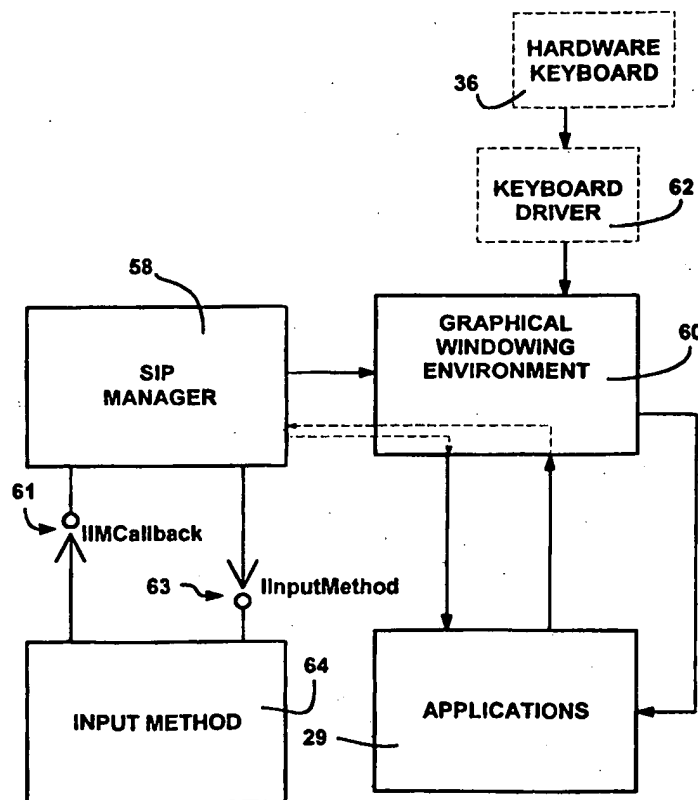 HARDWARE
KEYBOARD
36
KEYBOARD
DRIVER
62
58
GRAPHICAL
WINDOWING
ENVIRONMENT
60
SIP
MANAGER
61
IIMCallback
63
IInputMethod
64
INPUT METHOD
APPLICATIONS
29